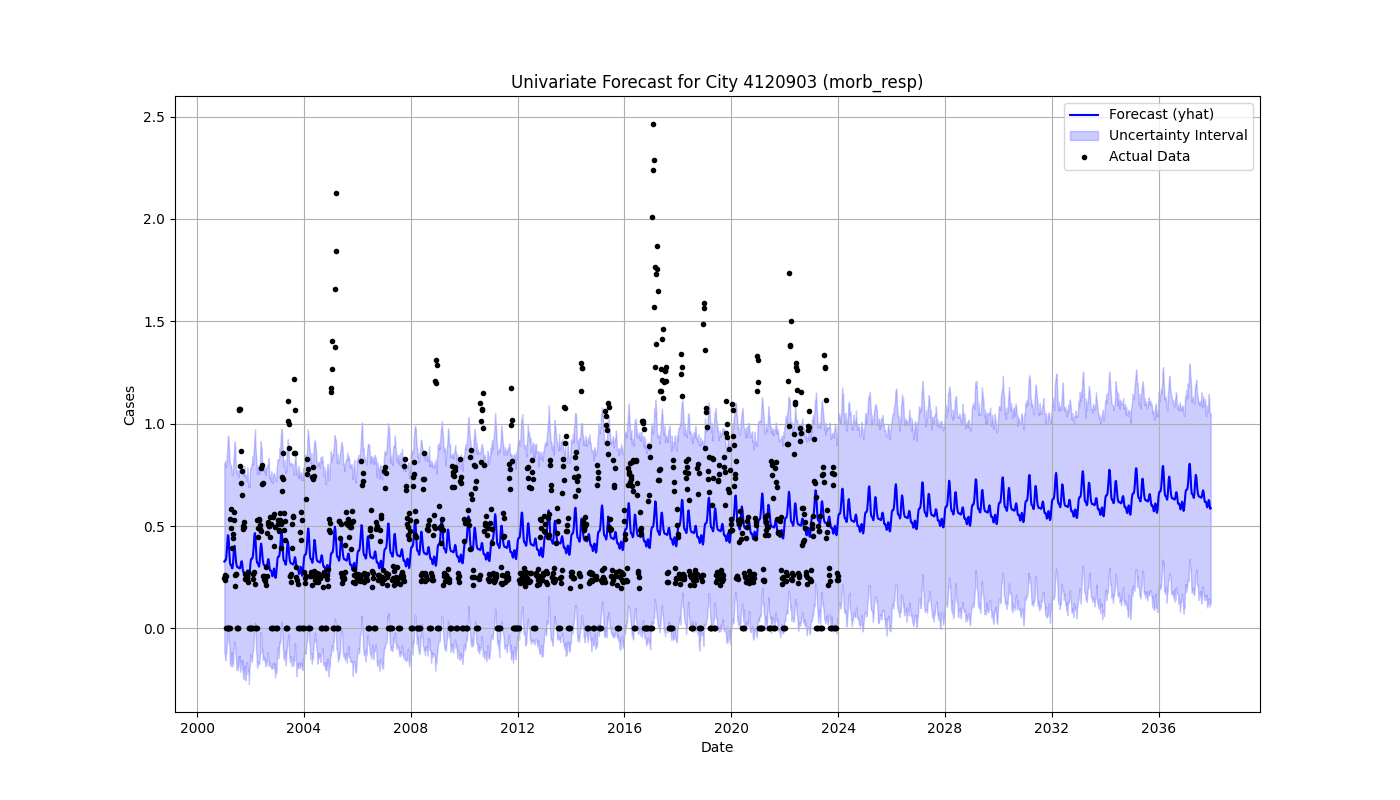 Univariate Forecast for City 4120903 (morb_resp)
Forecast (yhat)
Uncertainty Interval
Actual Data
Cases
2.5
2.0
1.5
1.0
0.5
0.0
2000 2004 2008 2012 2016 2020 2024 2028 2032 2036
Date